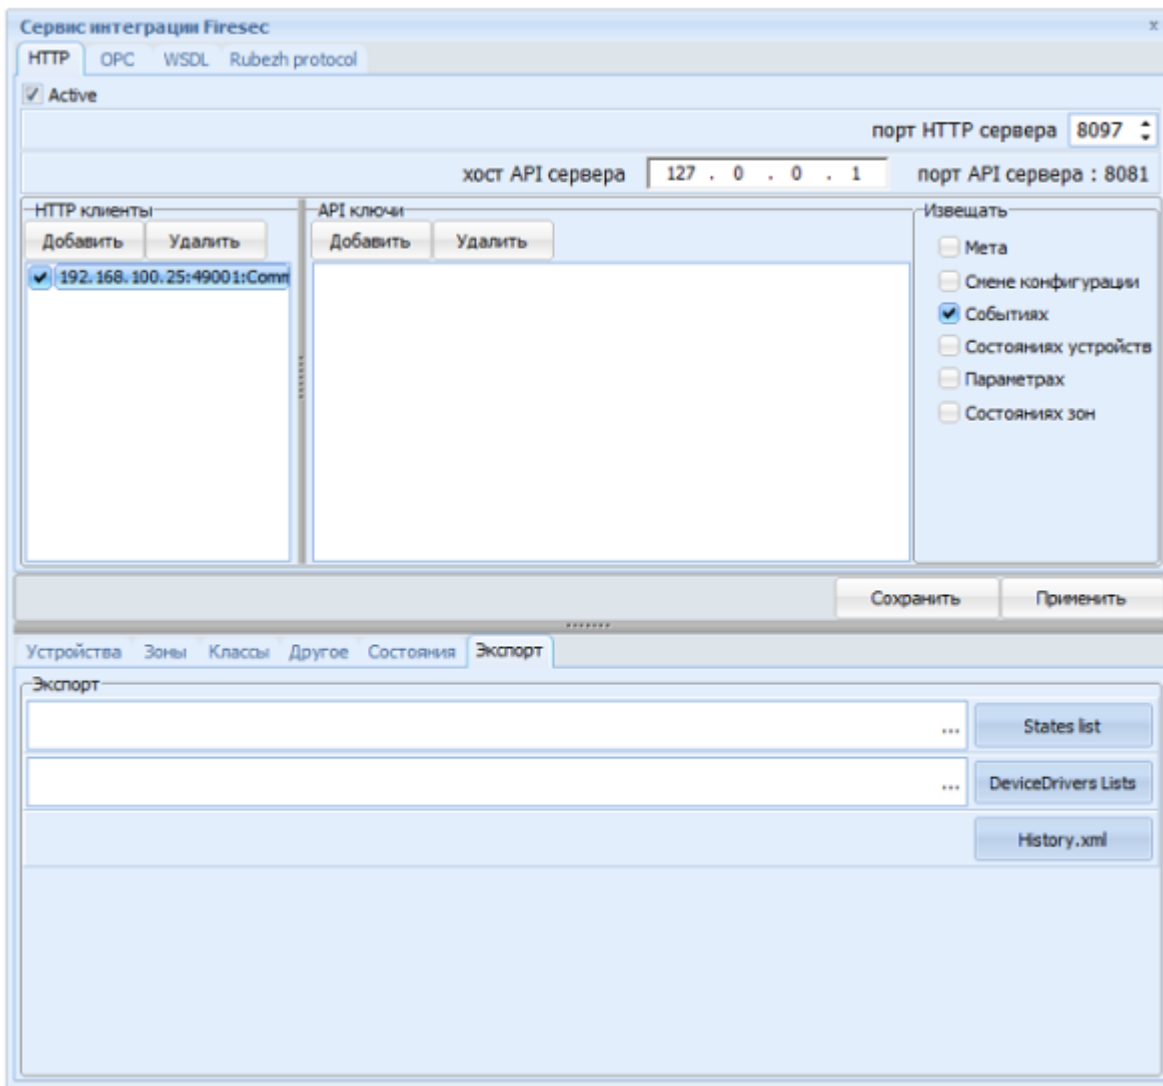 Сервис интеграции Firesec x
HTTP OPC WSDL Rubezh protocol
Active
порт HTTP сервера 8097
хост API сервера 127 . 0 . 0 . 1 порт API сервера : 8081
HTTP клиенты API ключи Извещать
Добавить Удалить Добавить Удалить
Мета
192.168.100.25:49001:Comm
Смене конфигурации
Событиях
Состояниях устройств
Параметрах
Состояниях зон
Сохранить Применить
Устройства Зоны Классы Другое Состояния Экспорт
Экспорт
... States list
... DeviceDrivers Lists
History.xml